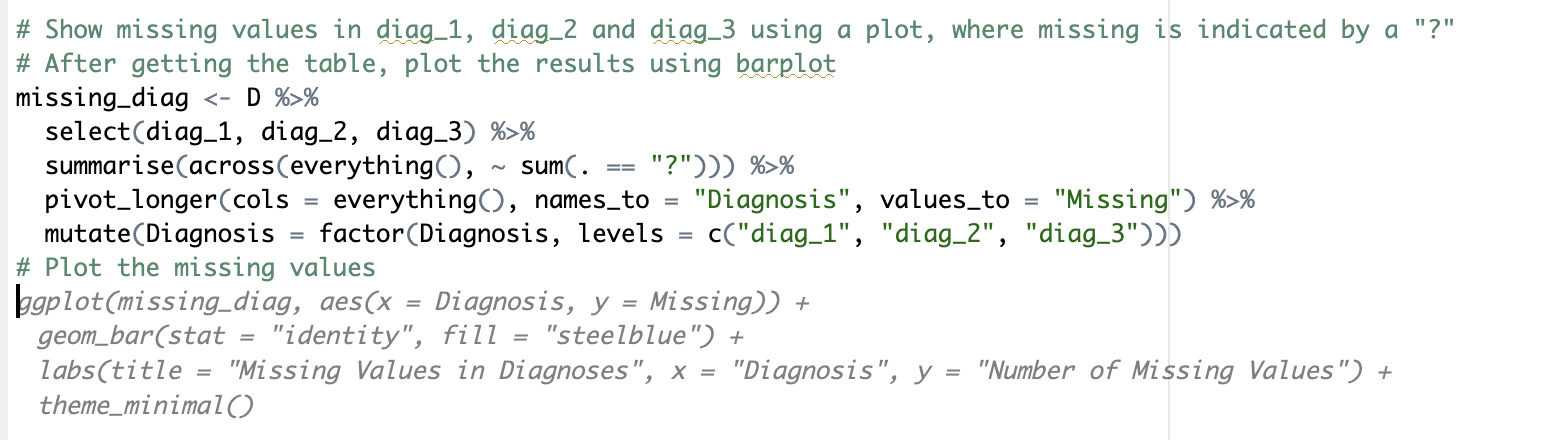 # Show missing values in diag_1, diag_2 and diag_3 using a plot, where missing is indicated by a "?"
# After getting the table, plot the results using barplot
missing_diag <- D %>%
  select(diag_1, diag_2, diag_3) %>%
  summarise(across(everything(), ~ sum(. == "?"))) %>%
  pivot_longer(cols = everything(), names_to = "Diagnosis", values_to = "Missing") %>%
  mutate(Diagnosis = factor(Diagnosis, levels = c("diag_1", "diag_2", "diag_3")))
# Plot the missing values
ggplot(missing_diag, aes(x = Diagnosis, y = Missing)) +
  geom_bar(stat = "identity", fill = "steelblue") +
  labs(title = "Missing Values in Diagnoses", x = "Diagnosis", y = "Number of Missing Values") +
  theme_minimal()